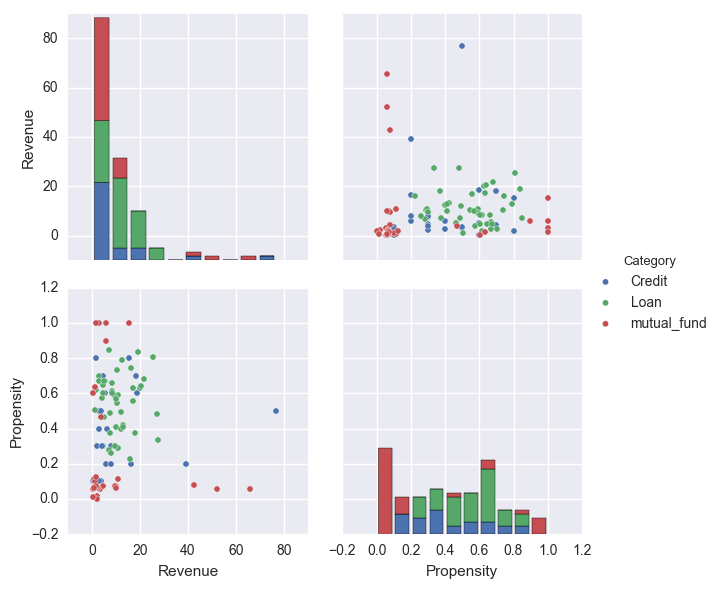 80
60
40
20
0
Revenue
1.2
1.0
0.8
0.6
0.4
0.2
0.0
−0.2
Propensity
0 20 40 60 80
Revenue
−0.2 0.0 0.2 0.4 0.6 0.8 1.0 1.2
Propensity
Category
Credit
Loan
mutual_fund